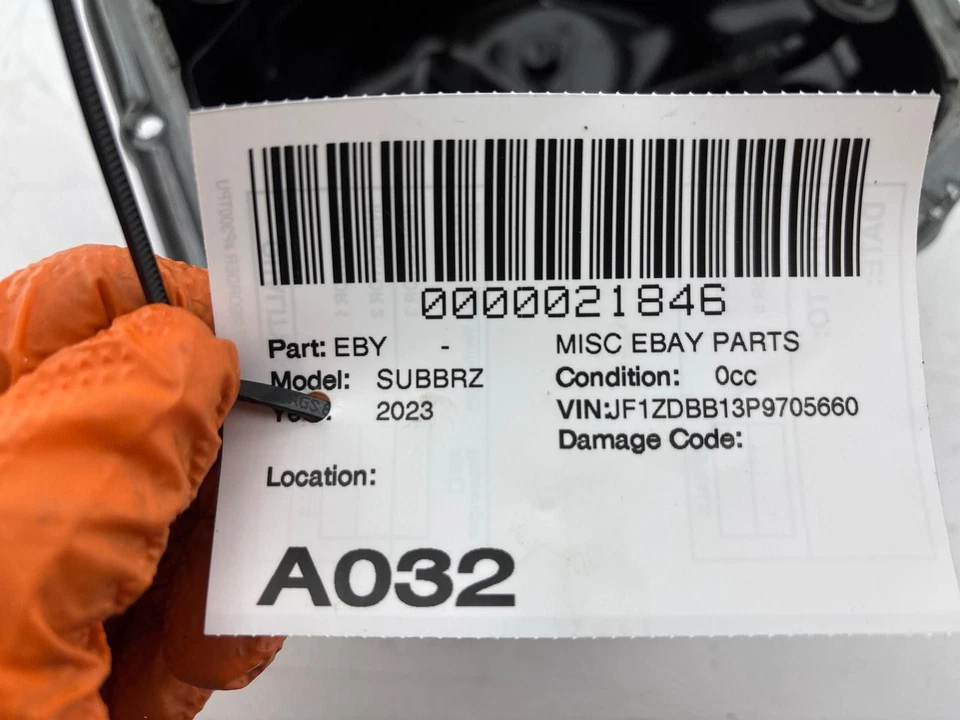 0000021846
Part: EBY - MISC EBAY PARTS
Model: SUBBRZ Condition: 0cc
2023 VIN:JF1ZDBB13P9705660
Damage Code:
Location:
A032